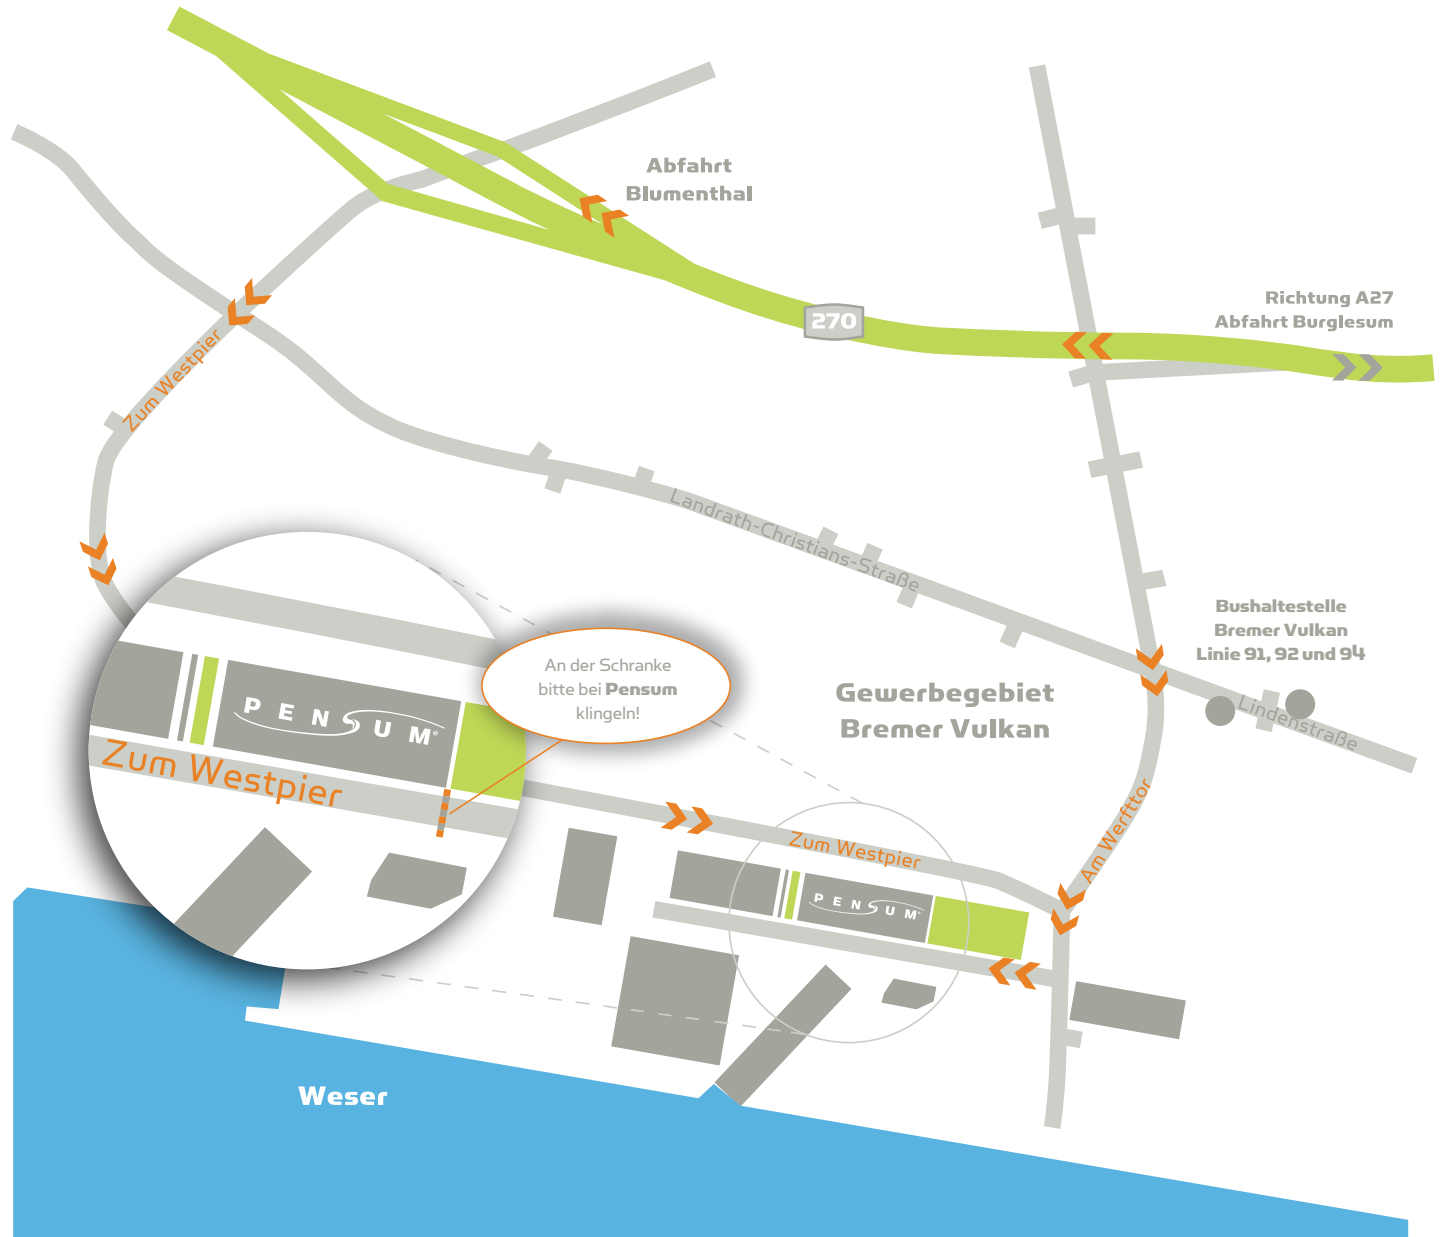 Abfahrt
Blumenthal
270
Richtung A27
Abfahrt Burglesum
Zum Westpier
Landrath-Christians-Straße
Bushaltestelle
Bremer Vulkan
Linie 91, 92 und 94
Lindenstraße
An der Schranke
bitte bei Pensum
klingeln!
Gewerbegebiet
Bremer Vulkan
PENSUM®
Zum Westpier
Am Werfttor
Zum Westpier
PENSUM®
Weser